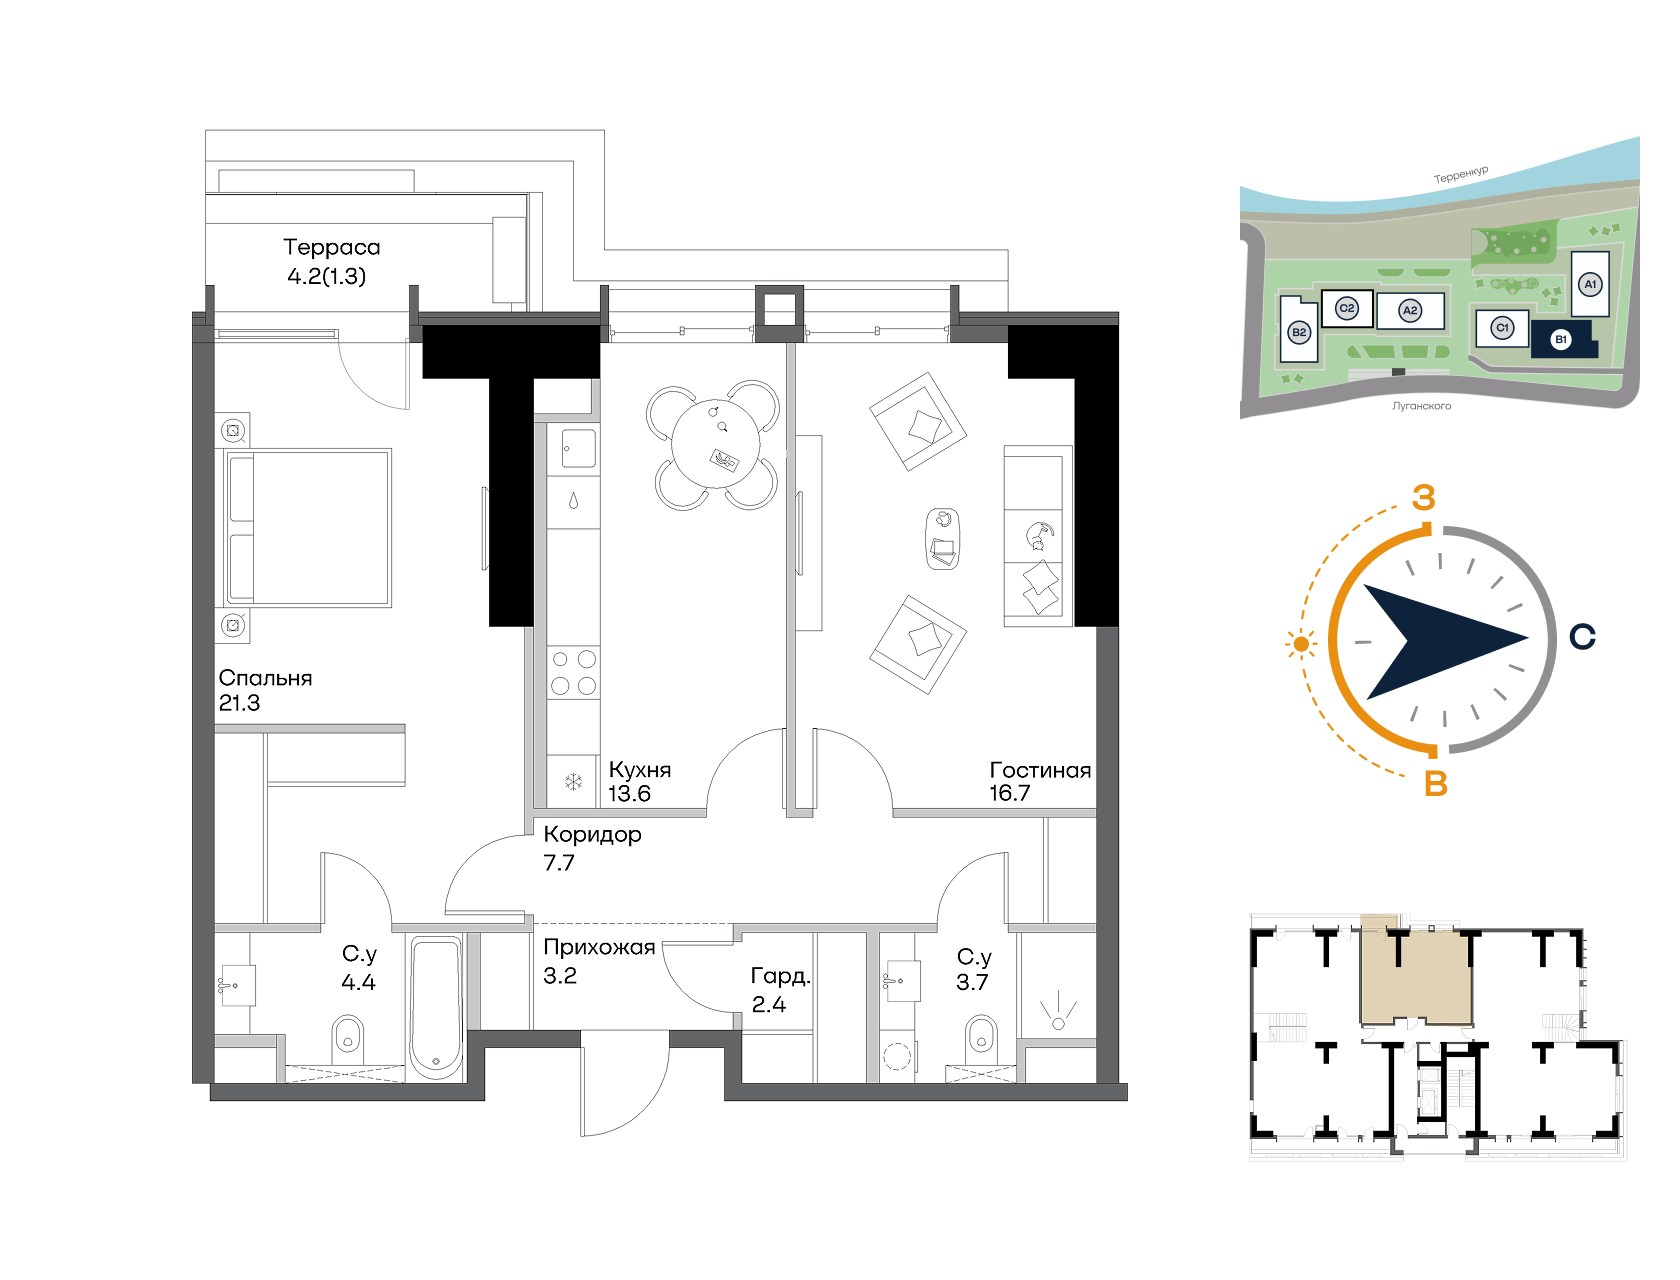 Терраса
4.2(1.3)
Спальня
21.3
Кухня
13.6
Гостиная
16.7
Коридор
7.7
Прихожая
3.2
Гард.
2.4
С.у
4.4
С.у
3.7
Терренкур
A1
C2
A2
B2
C1
B1
Луганского
З
С
В